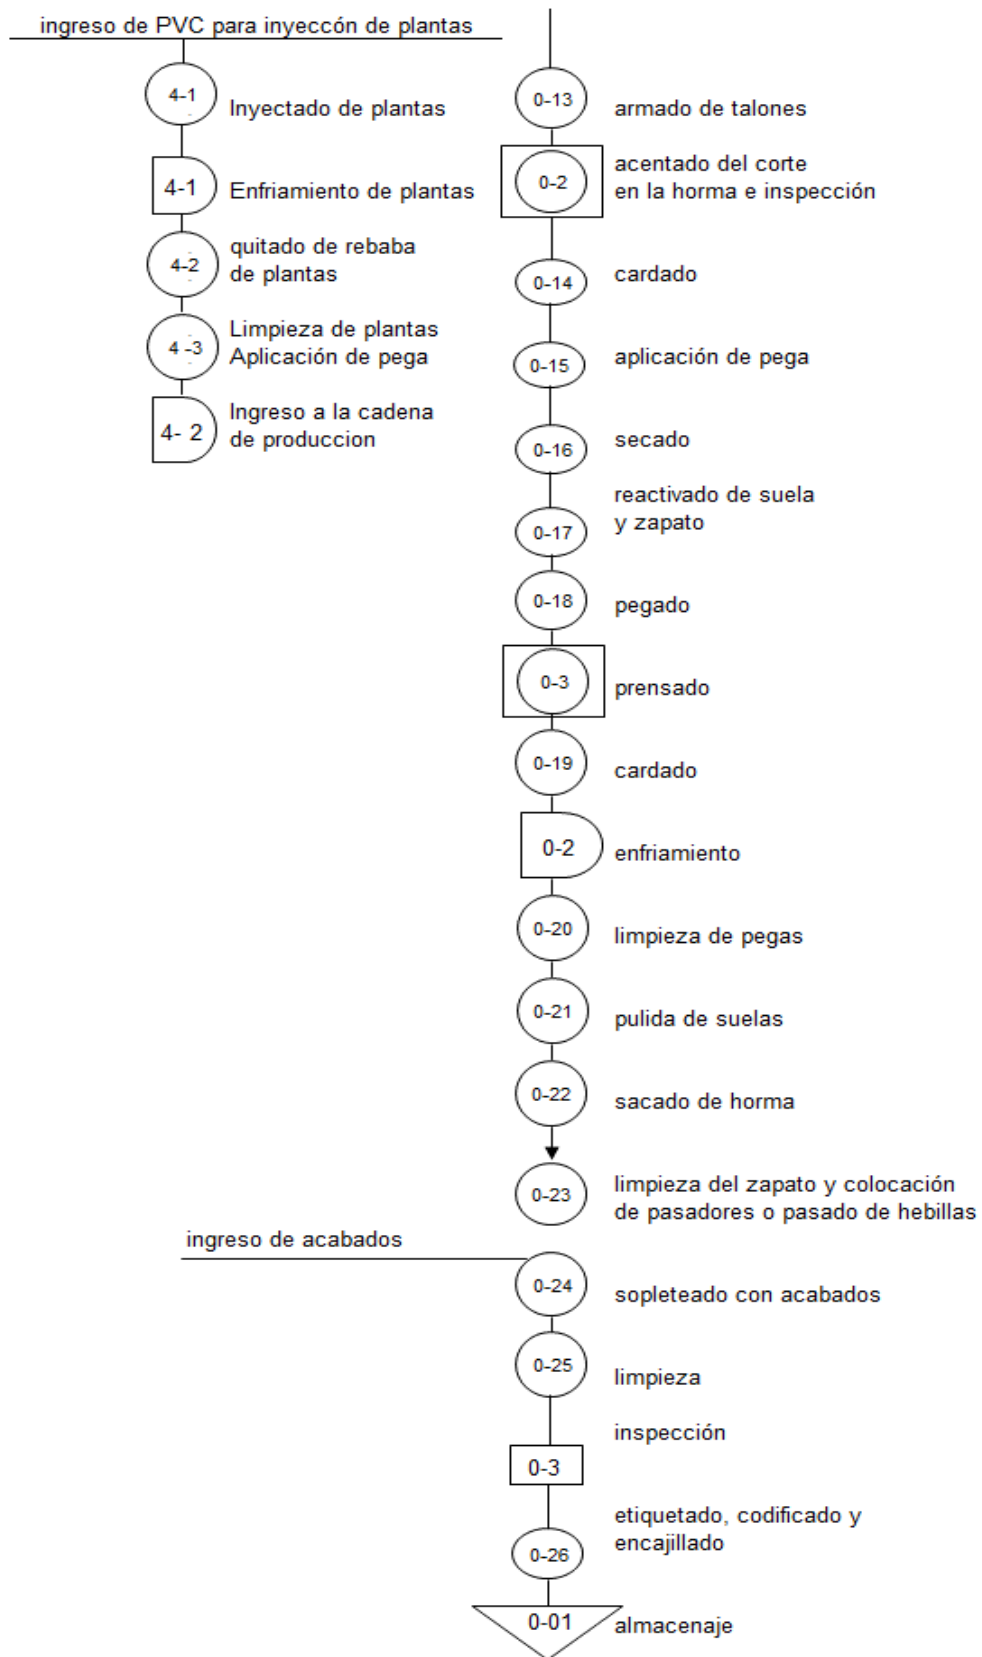 ingreso de PVC para inyeccón de plantas
4-1
Inyectado de plantas
4-1
Enfriamiento de plantas
4-2
quitado de rebaba
de plantas
4-3
Limpieza de plantas
Aplicación de pega
4- 2
Ingreso a la cadena
de produccion
0-13
armado de talones
0-2
acentado del corte
en la horma e inspección
0-14
cardado
0-15
aplicación de pega
0-16
secado
0-17
reactivado de suela
y zapato
0-18
pegado
0-3
prensado
0-19
cardado
0-2
enfriamiento
0-20
limpieza de pegas
0-21
pulida de suelas
0-22
sacado de horma
0-23
limpieza del zapato y colocación
de pasadores o pasado de hebillas
ingreso de acabados
0-24
sopleteado con acabados
0-25
limpieza
inspección
0-3
etiquetado, codificado y
encajillado
0-26
0-01
almacenaje